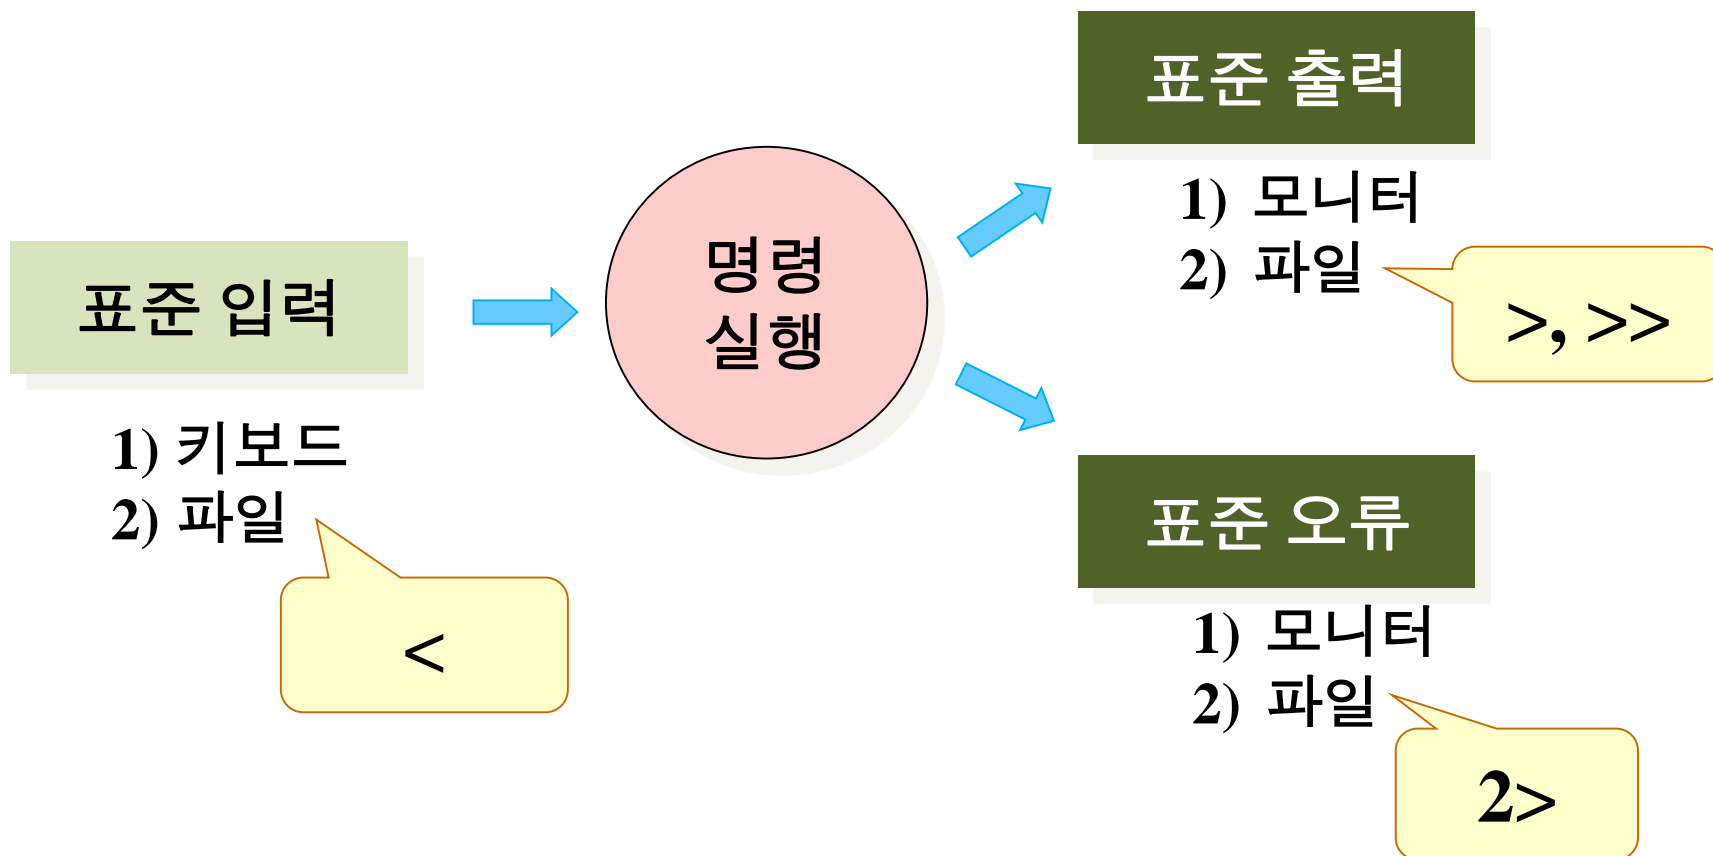 표준 입력
1) 키보드
2) 파일
<
명령
실행
표준 출력
1) 모니터
2) 파일
>, >>
표준 오류
1) 모니터
2) 파일
2>